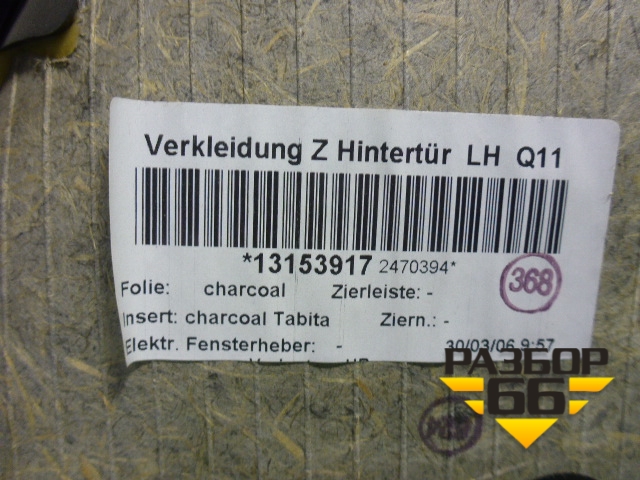 Verkleidung Z Hintertür LH Q11
*13153917 2470394*
368
Folie: charcoal Zierleiste: -
Insert: charcoal Tabita Ziern.: -
Elektr. Fensterheber: - 30/03/06 9:57
РАЗБОР
66